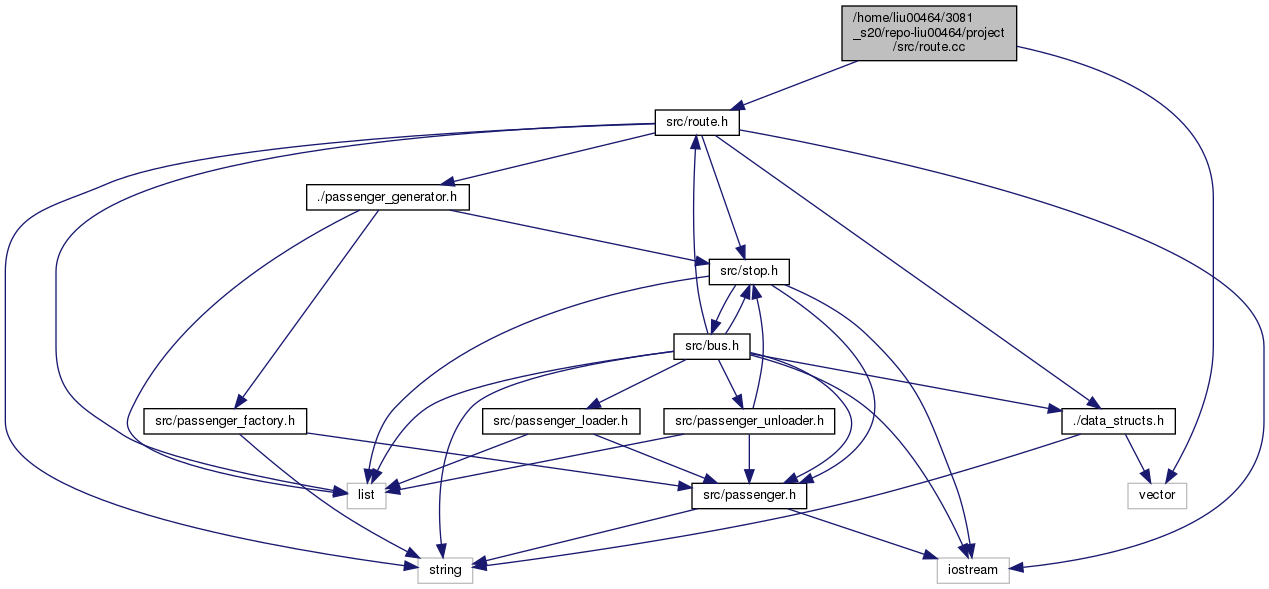 /home/liu00464/3081
_s20/repo-liu00464/project
/src/route.cc
src/route.h
./passenger_generator.h
src/stop.h
src/bus.h
src/passenger_factory.h
src/passenger_loader.h
src/passenger_unloader.h
./data_structs.h
list
src/passenger.h
vector
string
iostream